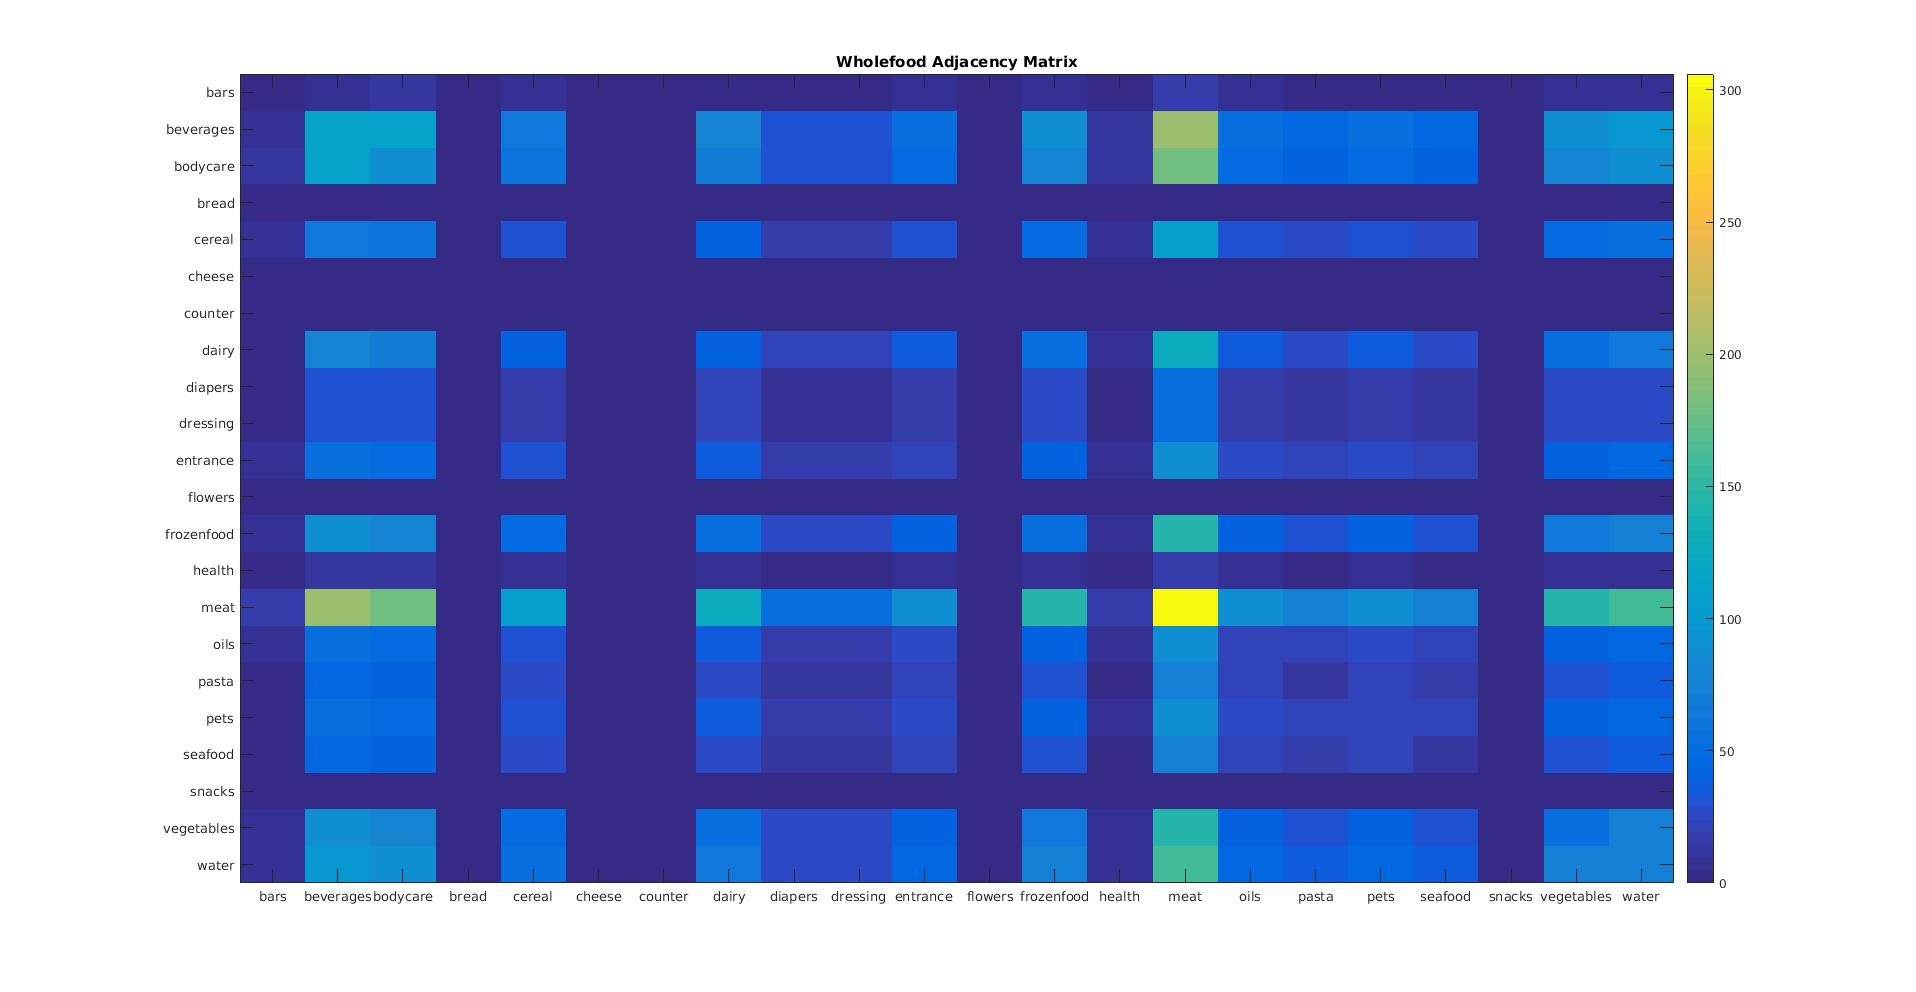 Wholefood Adjacency Matrix
bars
beverages
bodycare
bread
cereal
cheese
counter
dairy
diapers
dressing
entrance
flowers
frozenfood
health
meat
oils
pasta
pets
seafood
snacks
vegetables
water
bars beverages bodycare bread cereal cheese counter dairy diapers dressing entrance flowers frozenfood health meat oils pasta pets seafood snacks vegetables water
300
250
200
150
100
50
0